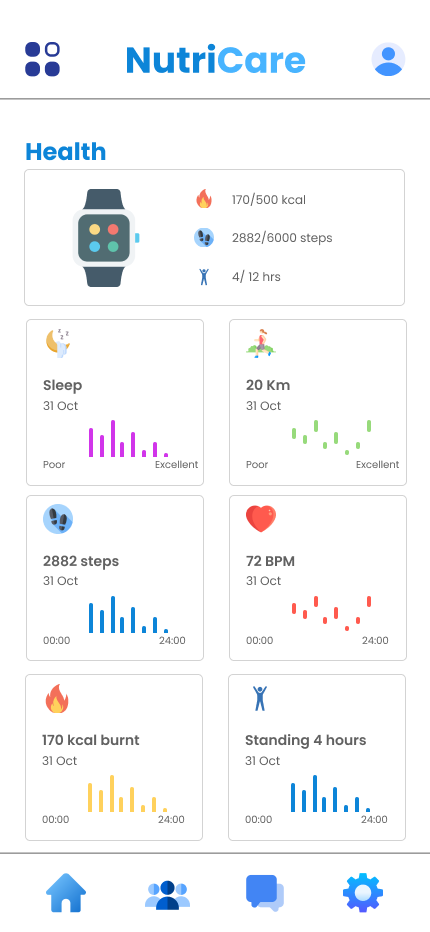 NutriCare
Health
170/500 kcal
2882/6000 steps
4/ 12 hrs
z z z
Sleep
31 Oct
Poor Excellent
20 Km
31 Oct
Poor Excellent
2882 steps
31 Oct
00:00 24:00
72 BPM
31 Oct
00:00 24:00
170 kcal burnt
31 Oct
00:00 24:00
Standing 4 hours
31 Oct
00:00 24:00